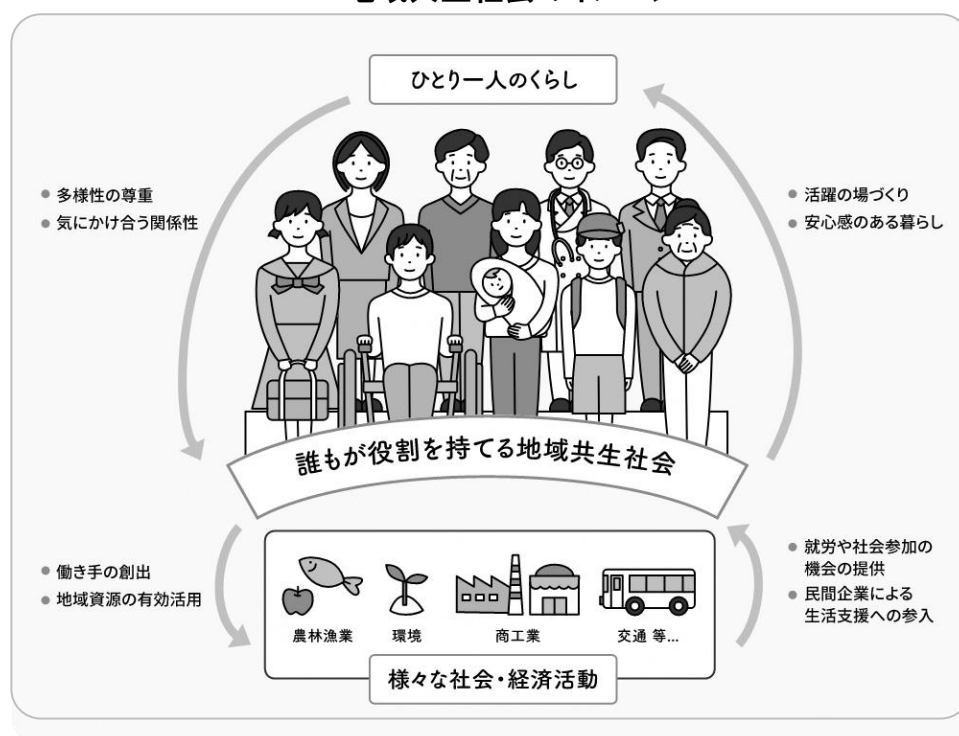 ひとり一人のくらし
● 多様性の尊重
● 気にかけ合う関係性
● 活躍の場づくり
● 安心感のある暮らし
誰もが役割を持てる地域共生社会
● 働き手の創出
● 地域資源の有効活用
● 就労や社会参加の
機会の提供
● 民間企業による
生活支援への参入
農林漁業
環境
商工業
交通 等...
様々な社会・経済活動